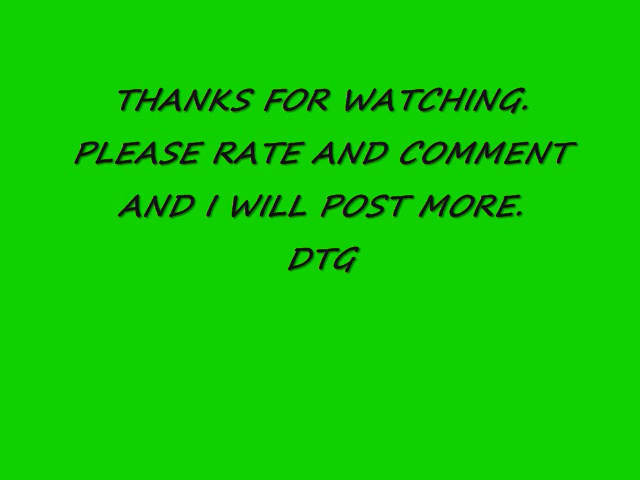 THANKS FOR WATCHING.
PLEASE RATE AND COMMENT
AND I WILL POST MORE.
DTG